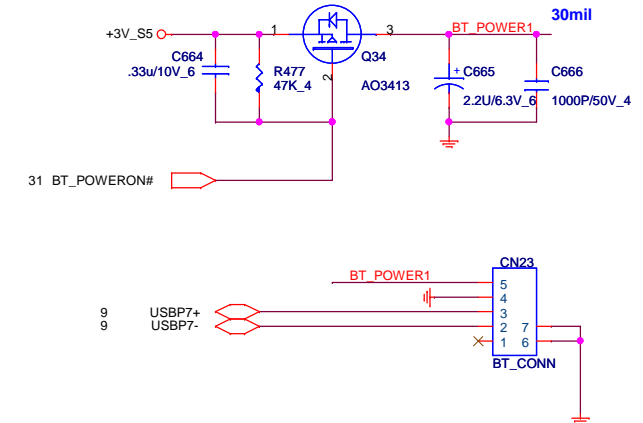 30mil
+3V_S5
1
3
BT_POWER1
C664
.33u/10V_6
R477
47K_4
2
Q34
AO3413
+
C665
2.2U/6.3V_6
C666
1000P/50V_4
31 BT_POWERON#
CN23
BT_POWER1
5
4
9 USBP7+
3
9 USBP7-
2 7
1 6
BT_CONN